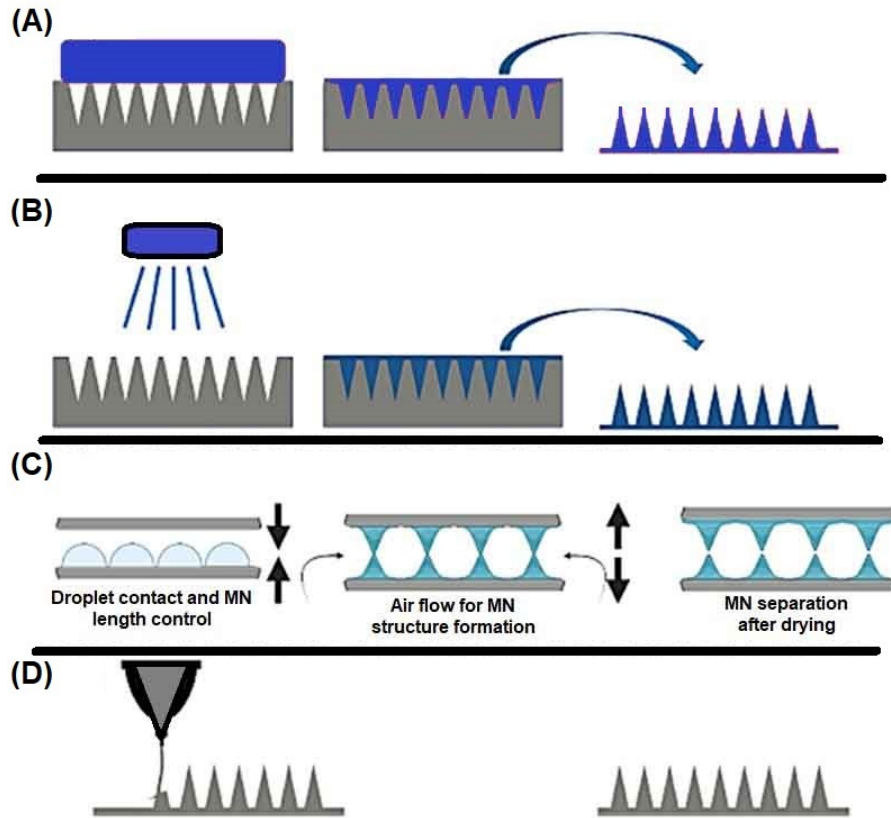 (A)
(B)
(C)
Droplet contact and MN
length control
Air flow for MN
structure formation
MN separation
after drying
(D)